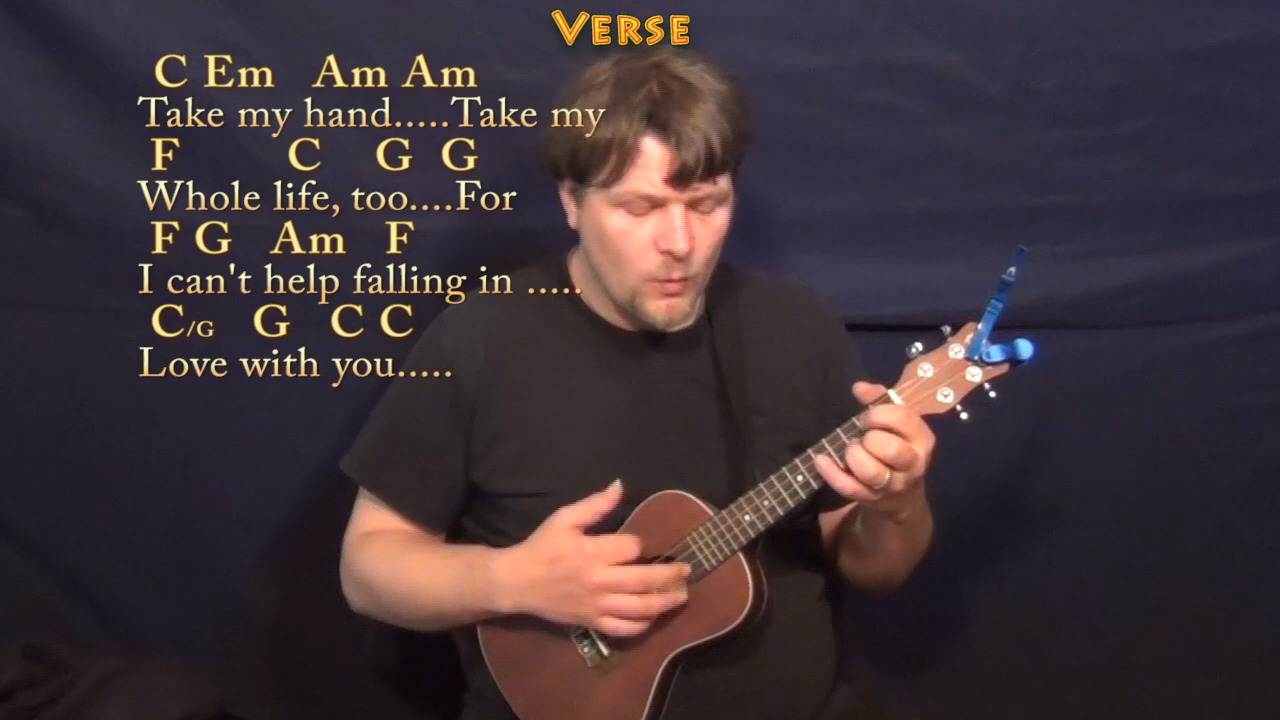 VERSE
C Em Am Am
Take my hand.....Take my
F C G G
Whole life, too....For
F G Am F
I can't help falling in .....
C/G G C C
Love with you.....